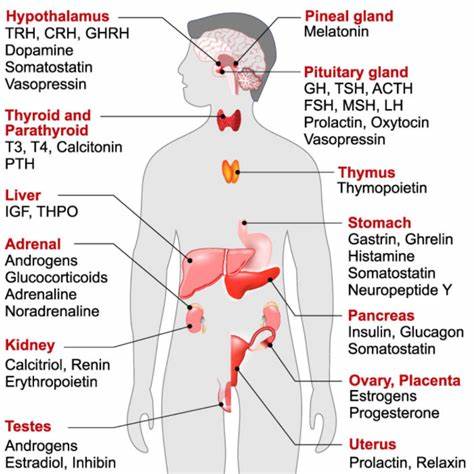 Hypothalamus
TRH, CRH, GHRH
Dopamine
Somatostatin
Vasopressin
Thyroid and
Parathyroid
T3, T4, Calcitonin
PTH
Liver
IGF, THPO
Adrenal
Androgens
Glucocorticoids
Adrenaline
Noradrenaline
Kidney
Calcitriol, Renin
Erythropoietin
Testes
Androgens
Estradiol, Inhibin
Pineal gland
Melatonin
Pituitary gland
GH, TSH, ACTH
FSH, MSH, LH
Prolactin, Oxytocin
Vasopressin
Thymus
Thymopoietin
Stomach
Gastrin, Ghrelin
Histamine
Somatostatin
Neuropeptide Y
Pancreas
Insulin, Glucagon
Somatostatin
Ovary, Placenta
Estrogens
Progesterone
Uterus
Prolactin, Relaxin